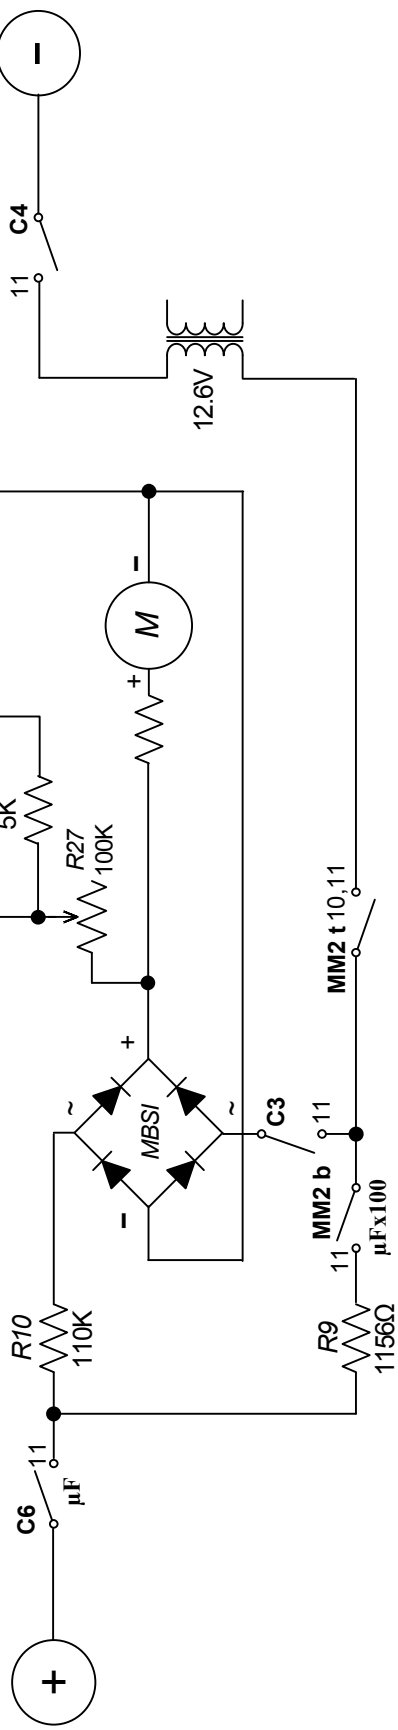 +
C6
11
μF
R10
110K
R9
1156Ω
~
MBSI
−
+
~
C3
11
MM2 b
11
μFx100
MM2 t 10,11
R27
100K
5K
+
M
−
12.6V
C4
11
−